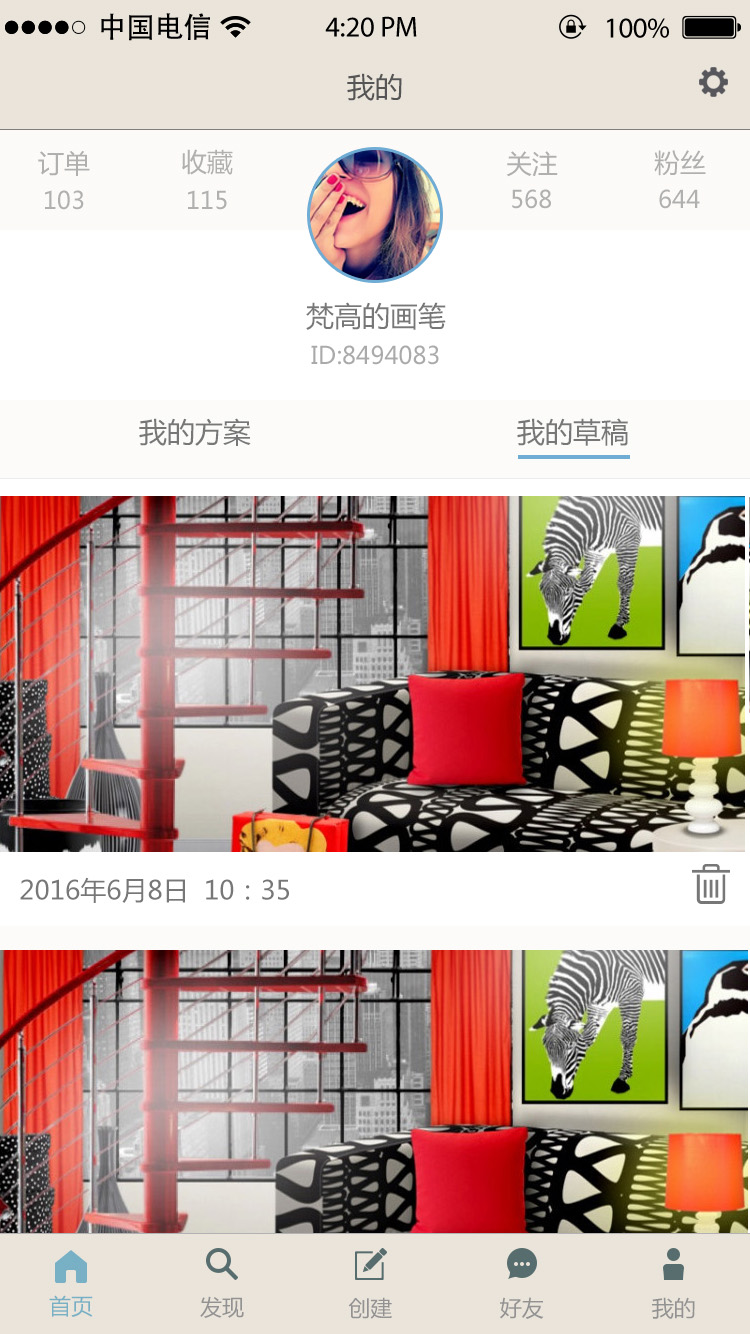 中国电信 4:20 PM 100%
我的
订单 收藏 关注 粉丝
103 115 568 644
梵高的画笔
ID:8494083
我的方案 我的草稿
2016年6月8日 10：35
首页 发现 创建 好友 我的